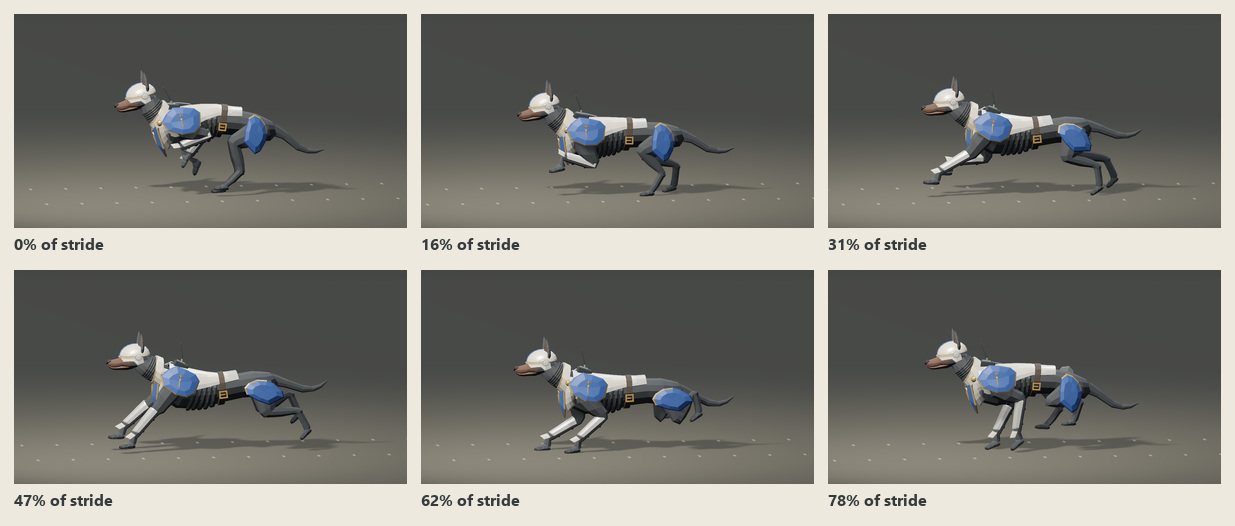 0% of stride
16% of stride
31% of stride
47% of stride
62% of stride
78% of stride